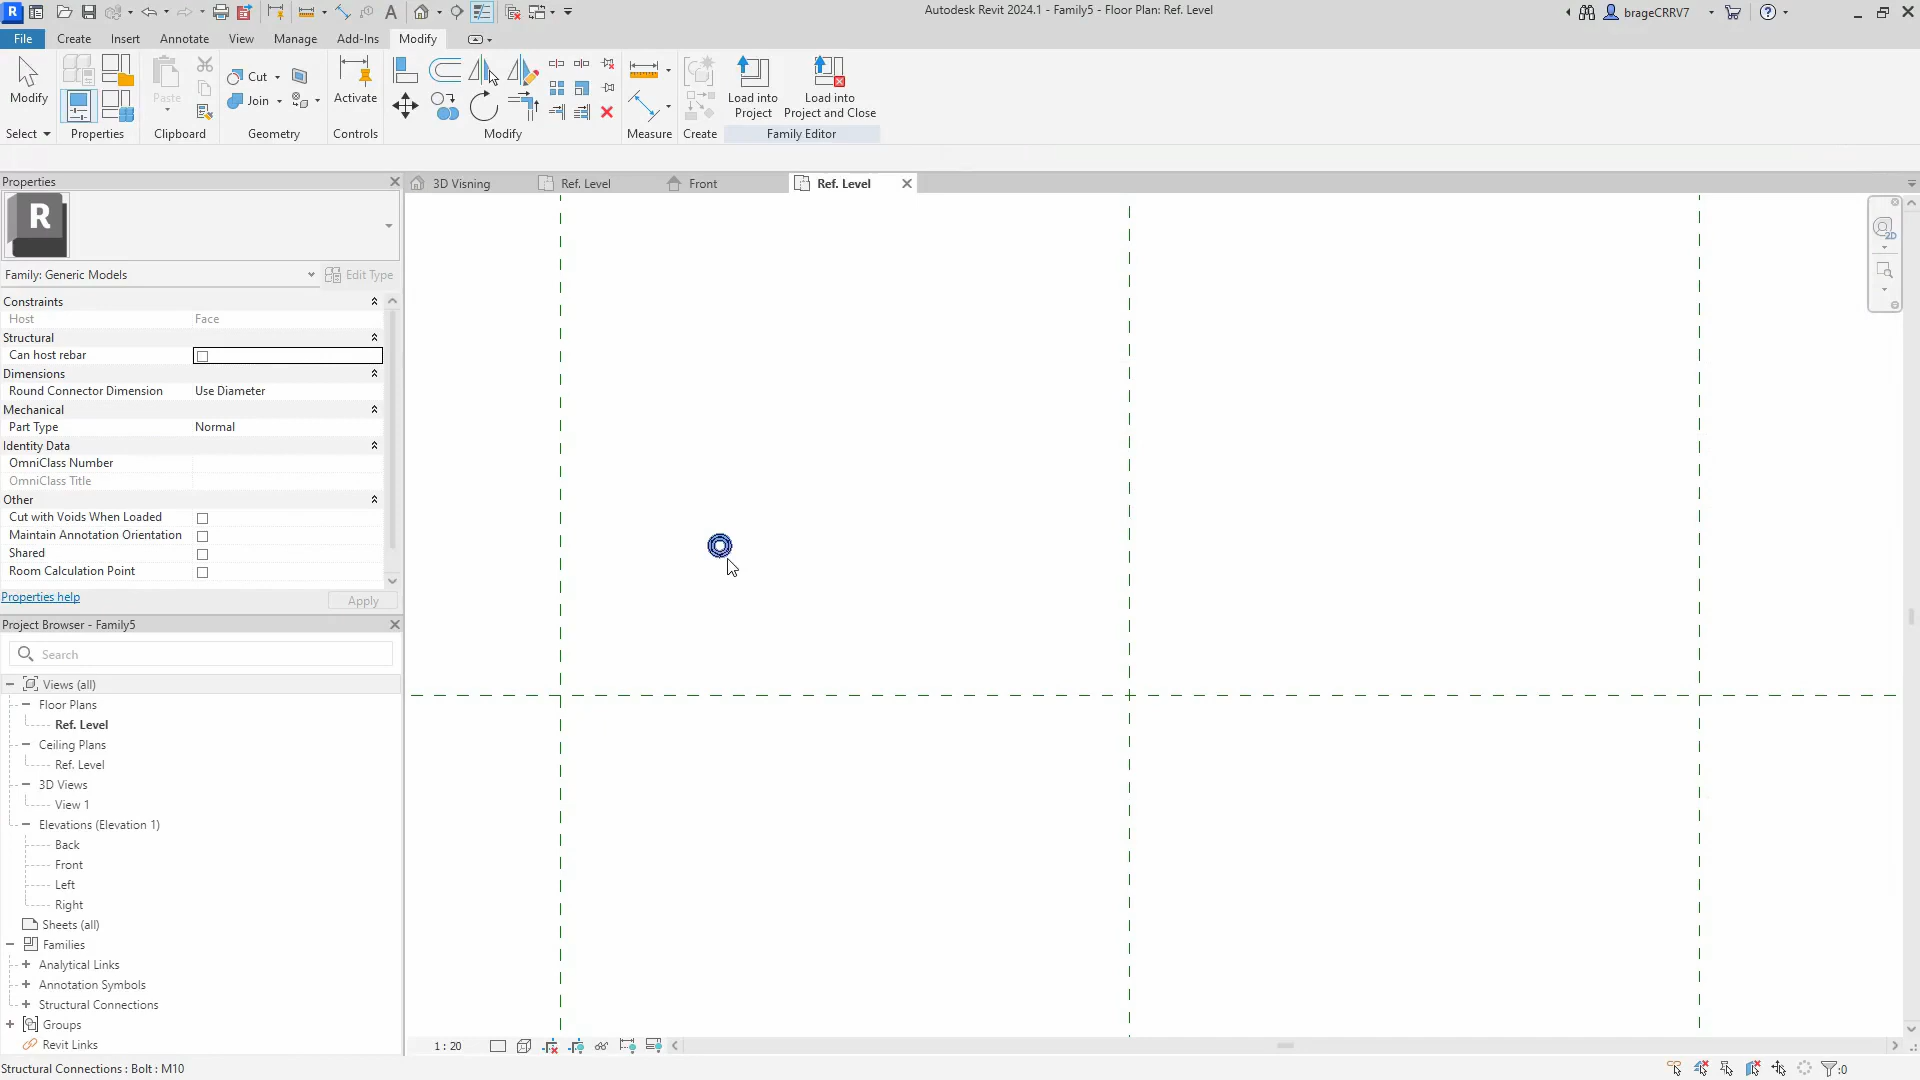 Autodesk Revit 2024.1 - Family5 - Floor Plan: Ref. Level
brageCRRV7
File
Create
Insert
Annotate
View
Manage
Add-Ins
Modify
Modify
Paste
Cut
Join
Activate
Load into
Project
Load into
Project and Close
Select
Properties
Clipboard
Geometry
Controls
Modify
Measure
Create
Family Editor
Properties
3D Visning
Ref. Level
Front
Ref. Level
R
2D
Family: Generic Models
Edit Type
Constraints
Host Face
Structural
Can host rebar
Dimensions
Round Connector Dimension Use Diameter
Mechanical
Part Type Normal
Identity Data
OmniClass Number
OmniClass Title
Other
Cut with Voids When Loaded
Maintain Annotation Orientation
Shared
Room Calculation Point
Properties help
Apply
Project Browser - Family5
Search
Views (all)
Floor Plans
Ref. Level
Ceiling Plans
Ref. Level
3D Views
View 1
Elevations (Elevation 1)
Back
Front
Left
Right
Sheets (all)
Families
Analytical Links
Annotation Symbols
Structural Connections
Groups
Revit Links
1 : 20
Structural Connections : Bolt : M10
:0